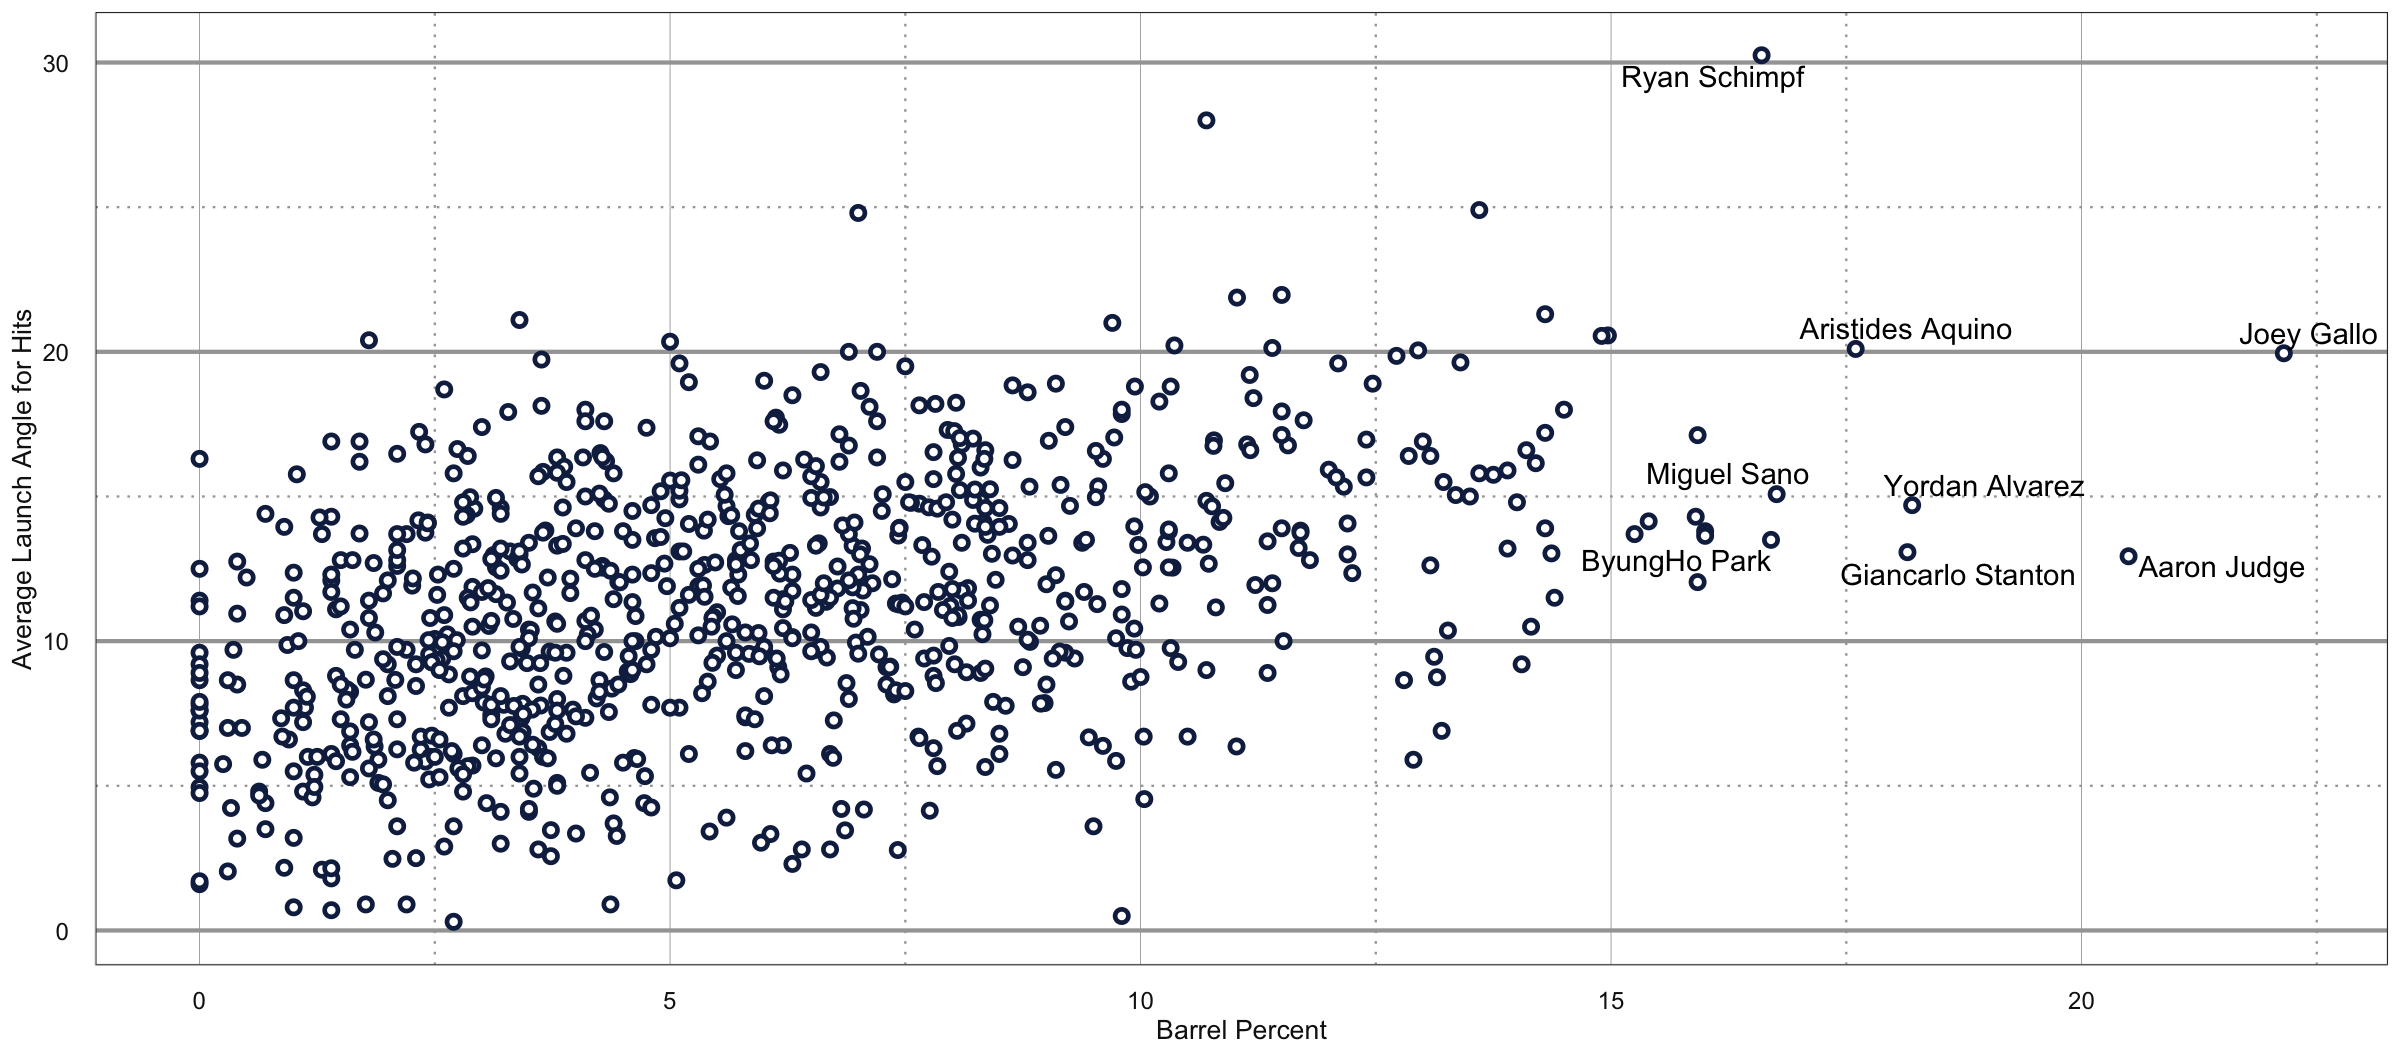 30
Ryan Schimpf
Aristides Aquino
Joey Gallo
20
Miguel Sano
Yordan Alvarez
ByungHo Park
Giancarlo Stanton
Aaron Judge
10
0
Average Launch Angle for Hits
0 5 10 15 20
Barrel Percent